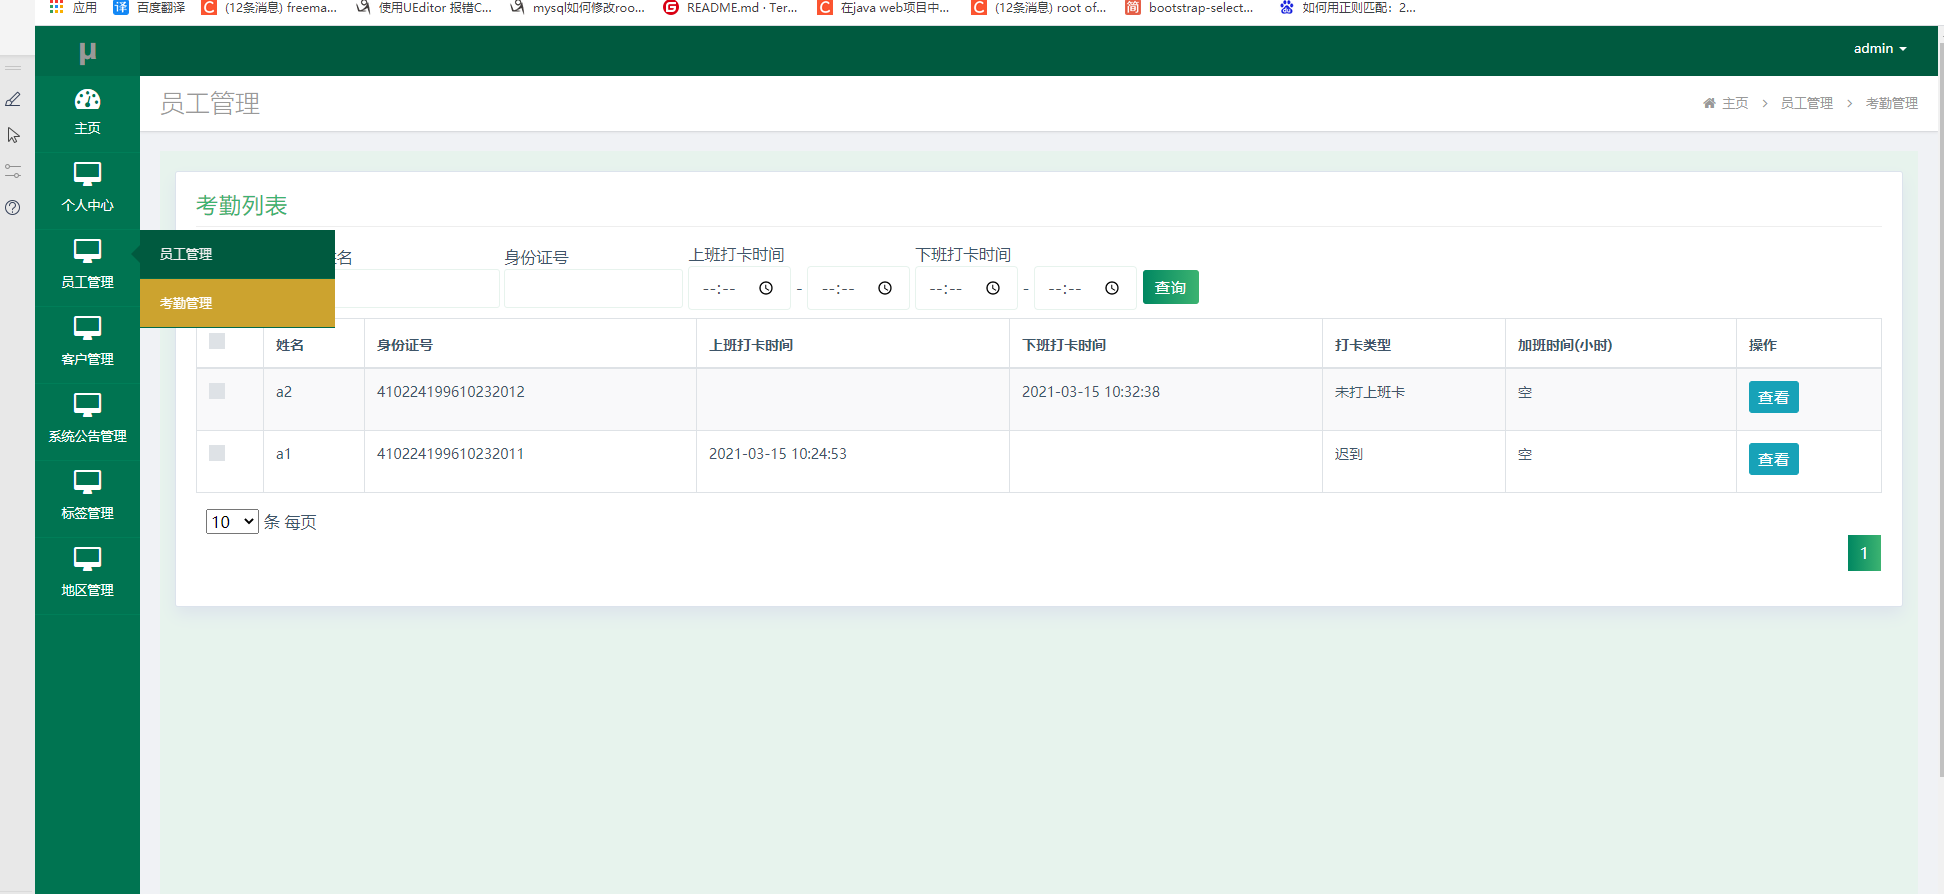 应用 译 百度翻译 C (12条消息) freema... 使用UEditor 报错C... mysql如何修改roo... G README.md · Ter... C 在java web项目中... C (12条消息) root of... 简 bootstrap-select... 如何用正则匹配：2...
μ
admin
主页
员工管理
主页 > 员工管理 > 考勤管理
个人中心
考勤列表
员工管理
员工管理
考勤管理
名
身份证号
上班打卡时间
下班打卡时间
--:-- - --:--
--:-- - --:--
查询
客户管理
系统公告管理
标签管理
地区管理
姓名 身份证号 上班打卡时间 下班打卡时间 打卡类型 加班时间(小时) 操作
a2 410224199610232012 2021-03-15 10:32:38 未打上班卡 空 查看
a1 410224199610232011 2021-03-15 10:24:53 迟到 空 查看
10 条 每页
1